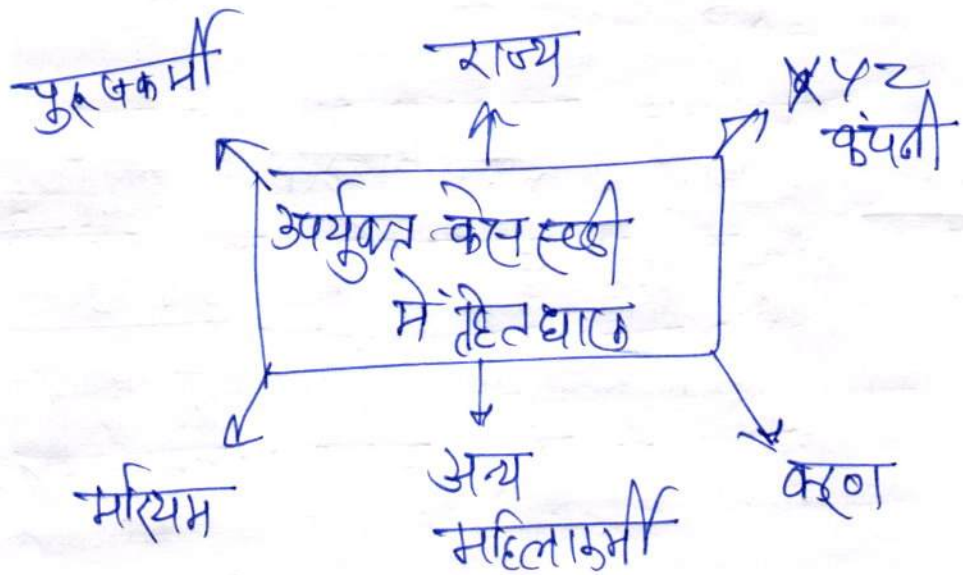 पुरूषकर्मी
राज्य
XYZ
कंपनी
उपर्युक्त केस स्टडी
में हितधारक
मरियम
अन्य
महिलाकर्मी
करूण